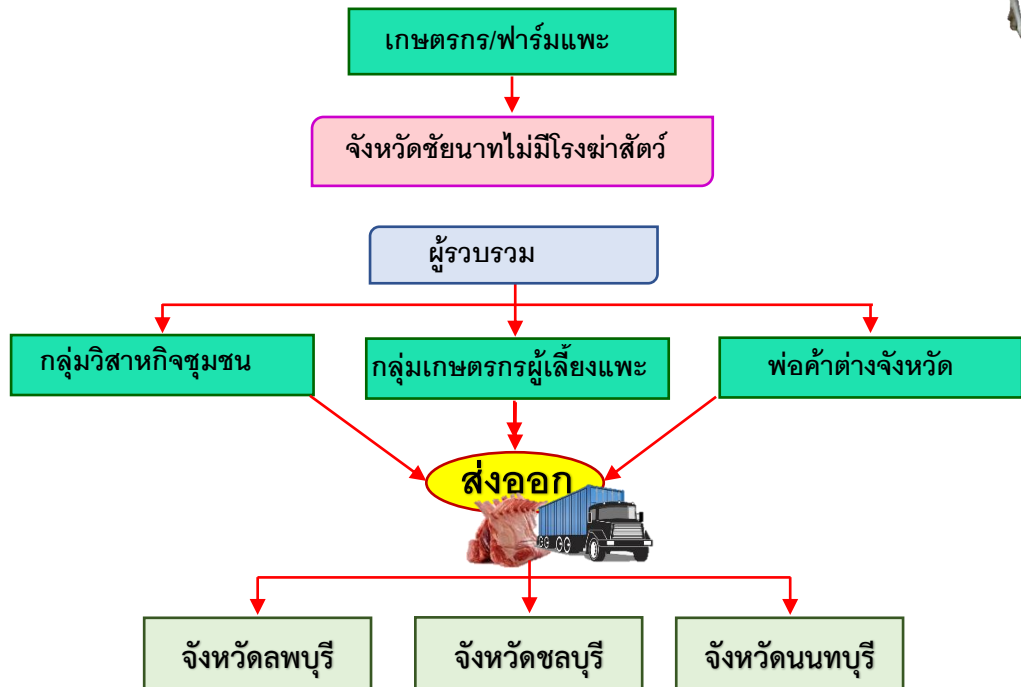 เกษตรกร/ฟาร์มแพะ
จังหวัดชัยนาทไม่มีโรงฆ่าสัตว์
ผู้รวบรวม
กลุ่มวิสาหกิจชุมชน
กลุ่มเกษตรกรผู้เลี้ยงแพะ
พ่อค้าต่างจังหวัด
ส่งออก
จังหวัดลพบุรี
จังหวัดชลบุรี
จังหวัดนนทบุรี